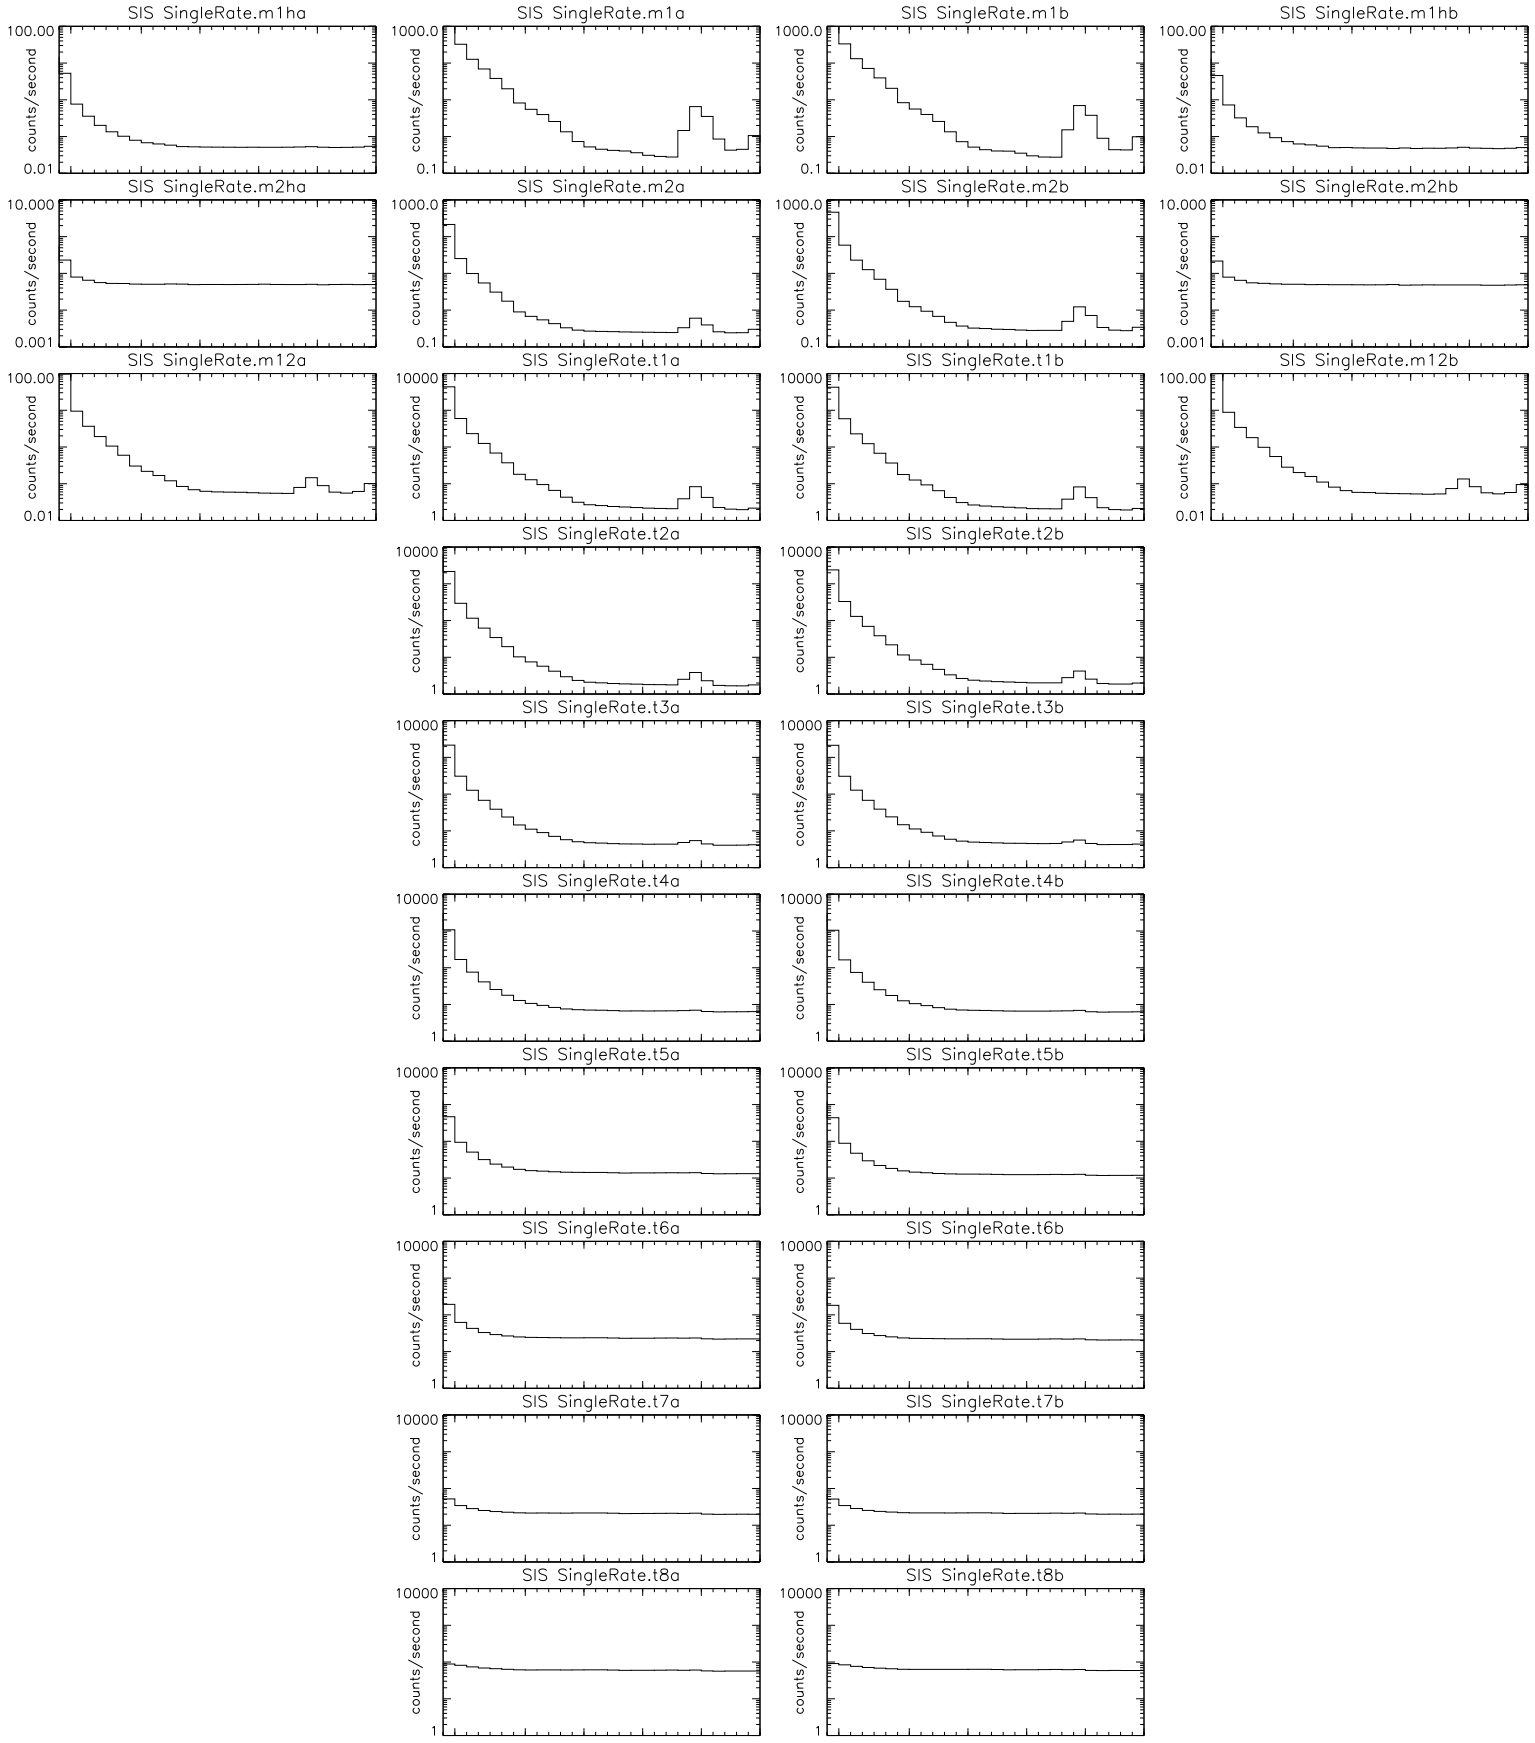 SIS SingleRate.m1ha
100.00
counts/second
0.01
SIS SingleRate.m1a
1000.0
counts/second
0.1
SIS SingleRate.m1b
1000.0
counts/second
0.1
SIS SingleRate.m1hb
100.00
counts/second
0.01
SIS SingleRate.m2ha
10.000
counts/second
0.001
SIS SingleRate.m2a
1000.0
counts/second
0.1
SIS SingleRate.m2b
1000.0
counts/second
0.1
SIS SingleRate.m2hb
10.000
counts/second
0.001
SIS SingleRate.m12a
100.00
counts/second
0.01
SIS SingleRate.t1a
10000
counts/second
1
SIS SingleRate.t1b
10000
counts/second
1
SIS SingleRate.m12b
100.00
counts/second
0.01
SIS SingleRate.t2a
10000
counts/second
1
SIS SingleRate.t2b
10000
counts/second
1
SIS SingleRate.t3a
10000
counts/second
1
SIS SingleRate.t3b
10000
counts/second
1
SIS SingleRate.t4a
10000
counts/second
1
SIS SingleRate.t4b
10000
counts/second
1
SIS SingleRate.t5a
10000
counts/second
1
SIS SingleRate.t5b
10000
counts/second
1
SIS SingleRate.t6a
10000
counts/second
1
SIS SingleRate.t6b
10000
counts/second
1
SIS SingleRate.t7a
10000
counts/second
1
SIS SingleRate.t7b
10000
counts/second
1
SIS SingleRate.t8a
10000
counts/second
1
SIS SingleRate.t8b
10000
counts/second
1